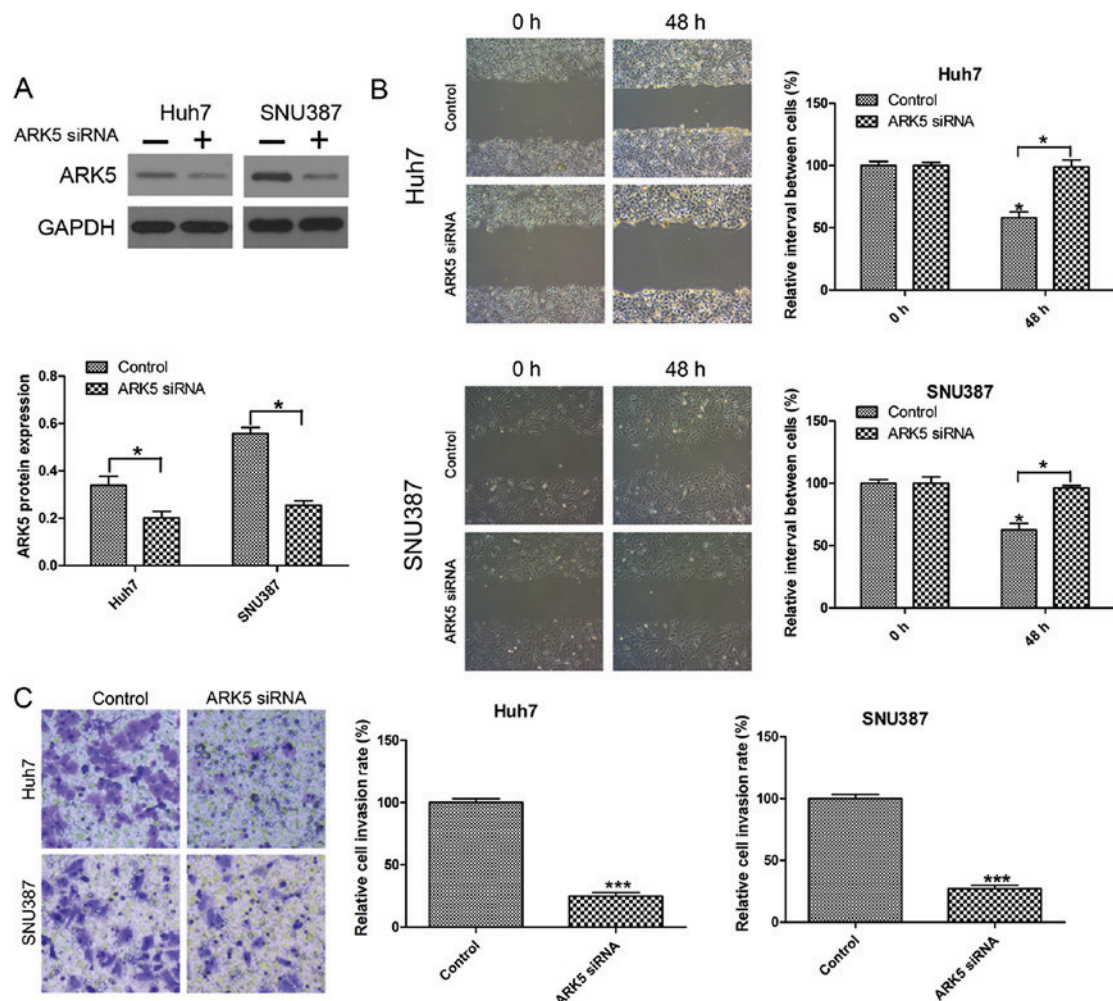 A
Huh7 SNU387
ARK5 siRNA — + — +
ARK5
GAPDH
Control
ARK5 siRNA
ARK5 protein expression
0.8
0.6
0.4
0.2
0.0
* *
Huh7 SNU387
B
0 h 48 h
Huh7
Control
ARK5 siRNA
Huh7
Control
ARK5 siRNA
Relative interval between cells (%)
150
100
50
0
*
*
0 h 48 h
0 h 48 h
SNU387
Control
ARK5 siRNA
SNU387
Control
ARK5 siRNA
Relative interval between cells (%)
150
100
50
0
*
*
0 h 48 h
C
Control ARK5 siRNA
Huh7
SNU387
Huh7
Relative cell invasion rate (%)
150
100
50
0
***
Control ARK5 siRNA
SNU387
Relative cell invasion rate (%)
150
100
50
0
***
Control ARK5 siRNA